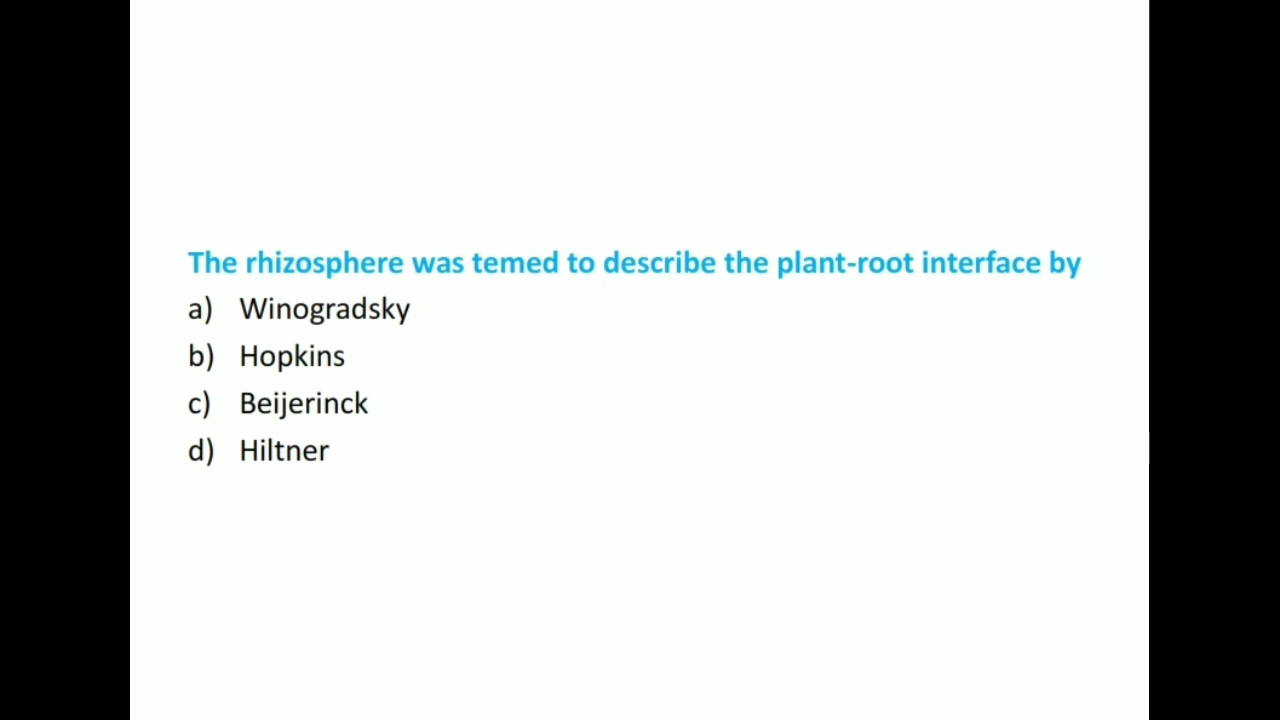 The rhizosphere was temed to describe the plant-root interface by
a) Winogradsky
b) Hopkins
c) Beijerinck
d) Hiltner